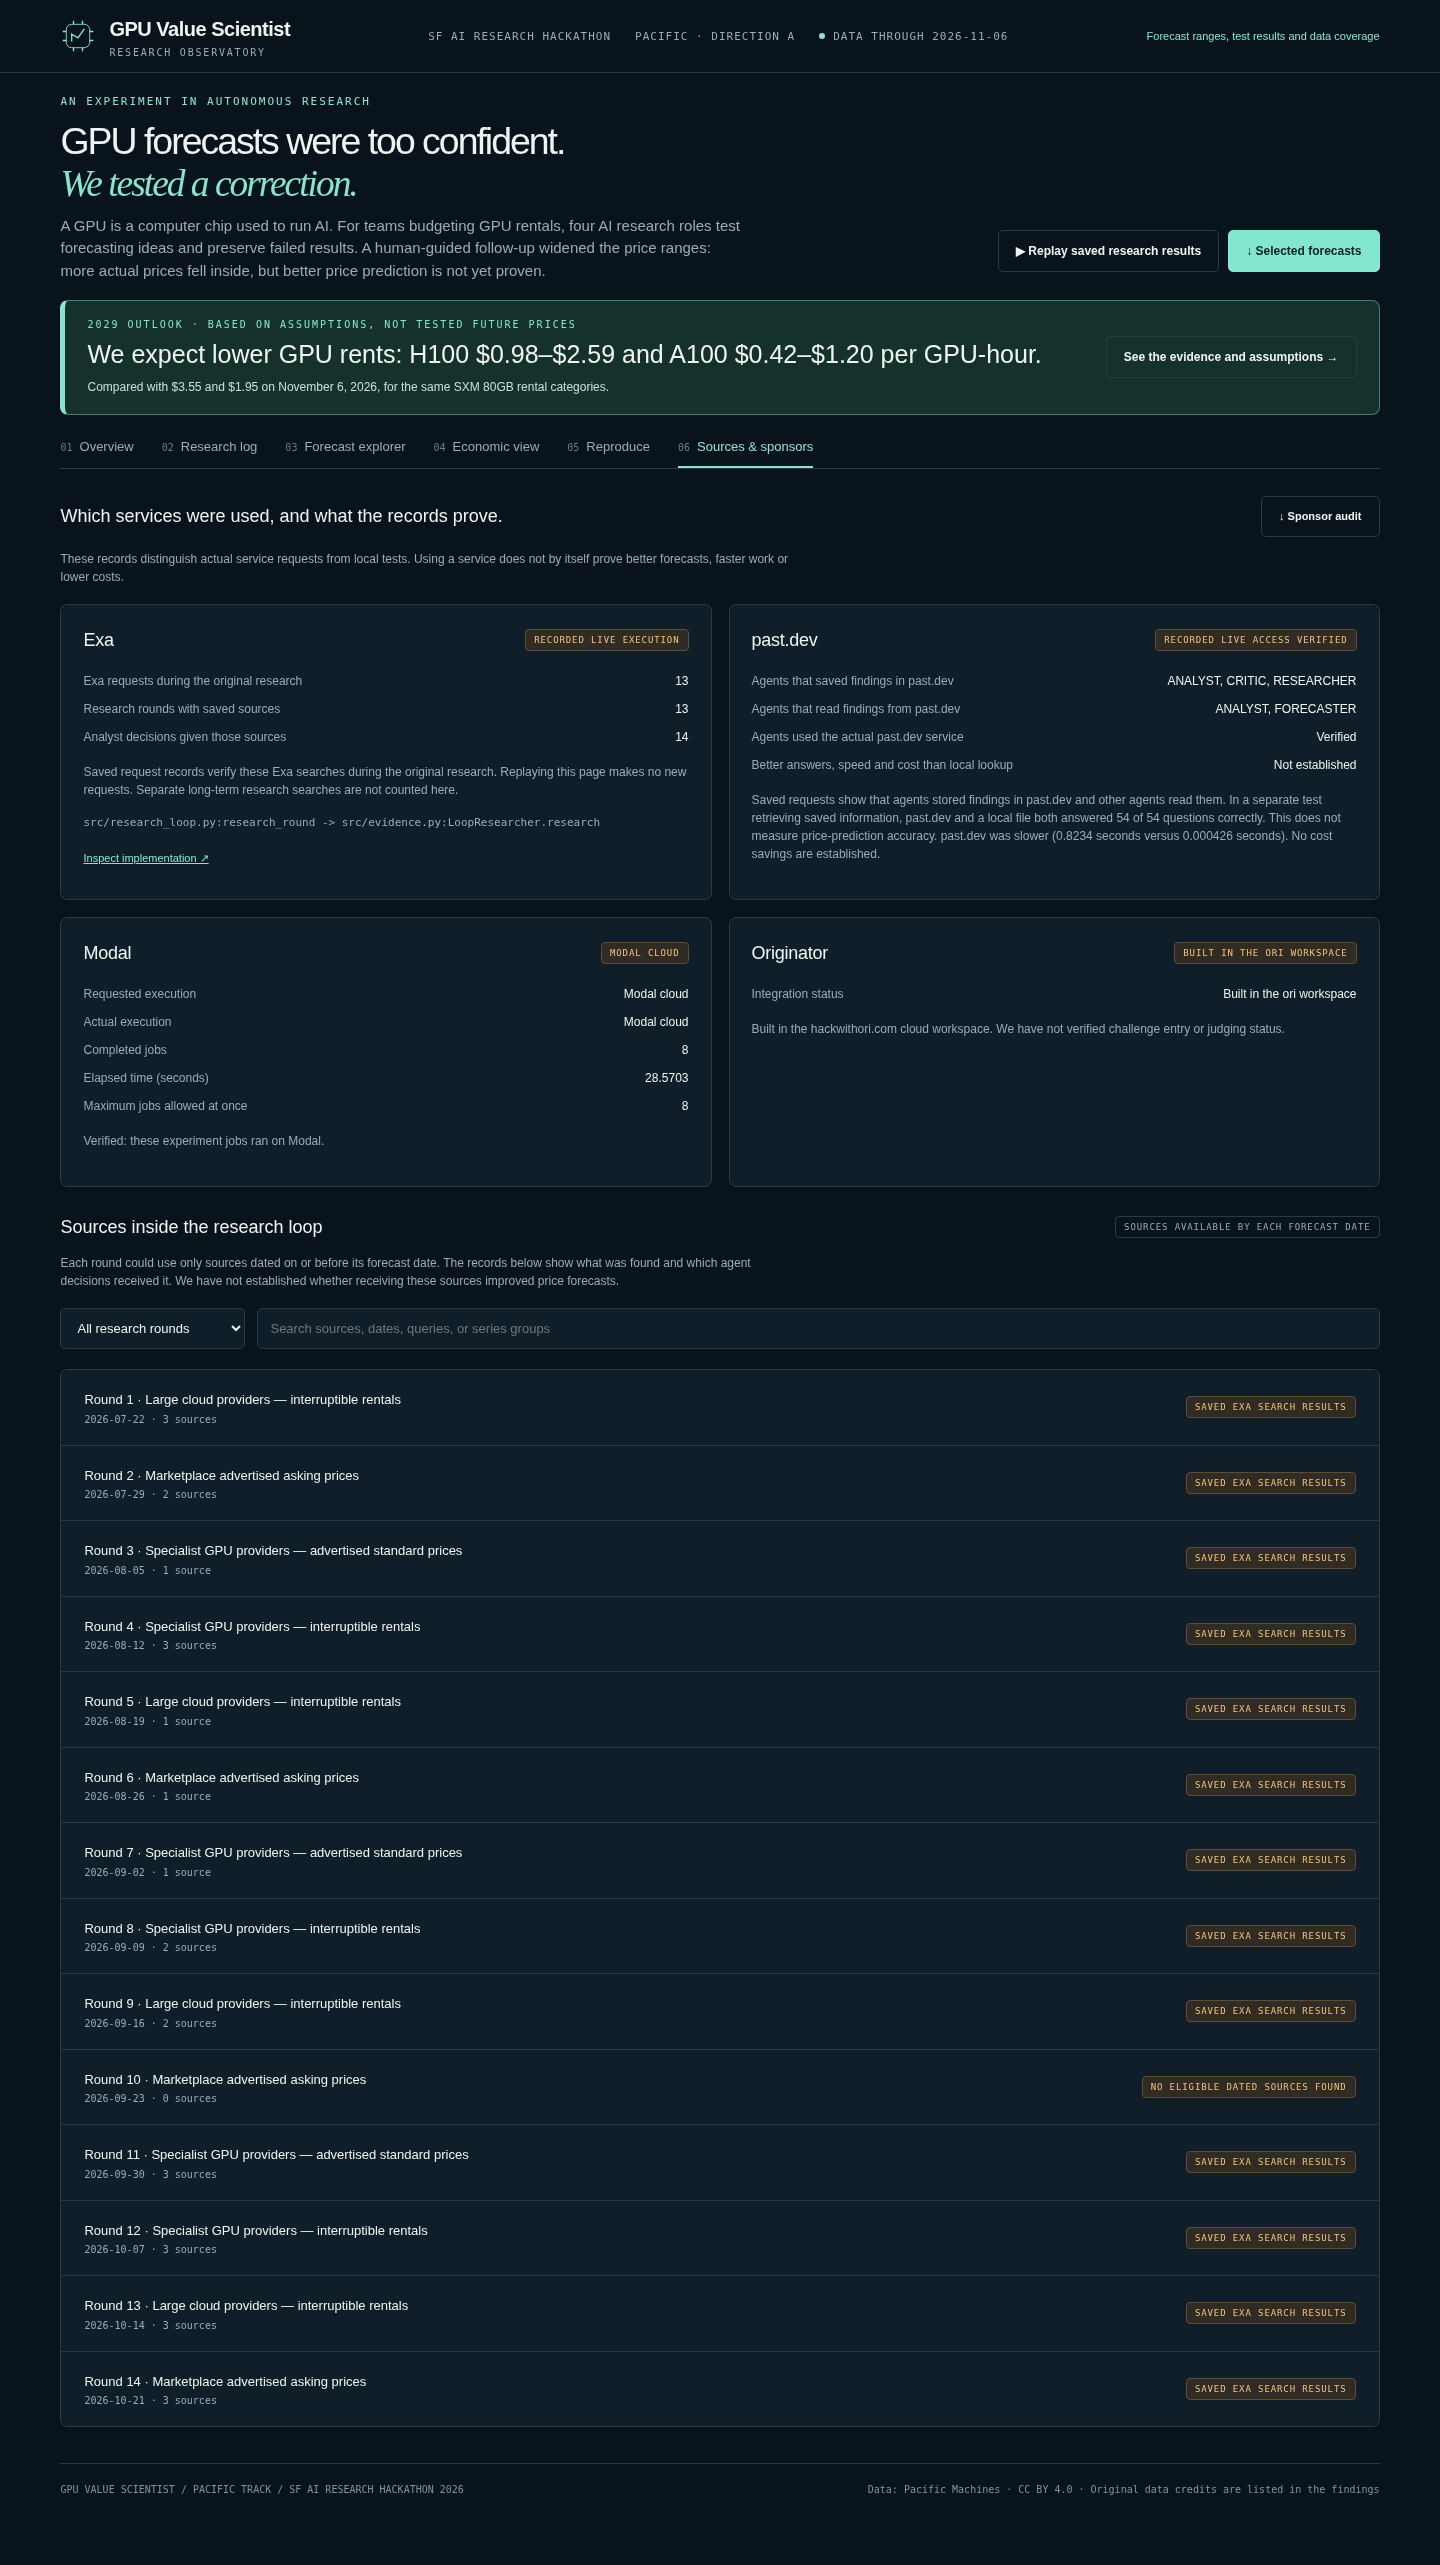 GPU Value Scientist
RESEARCH OBSERVATORY
SF AI RESEARCH HACKATHON
PACIFIC · DIRECTION A
DATA THROUGH 2026-11-06
Forecast ranges, test results and data coverage
AN EXPERIMENT IN AUTONOMOUS RESEARCH
GPU forecasts were too confident.
We tested a correction.
A GPU is a computer chip used to run AI. For teams budgeting GPU rentals, four AI research roles test
forecasting ideas and preserve failed results. A human-guided follow-up widened the price ranges:
more actual prices fell inside, but better price prediction is not yet proven.
▶ Replay saved research results
↓ Selected forecasts
2029 OUTLOOK · BASED ON ASSUMPTIONS, NOT TESTED FUTURE PRICES
We expect lower GPU rents: H100 $0.98–$2.59 and A100 $0.42–$1.20 per GPU-hour.
Compared with $3.55 and $1.95 on November 6, 2026, for the same SXM 80GB rental categories.
See the evidence and assumptions →
01 Overview
02 Research log
03 Forecast explorer
04 Economic view
05 Reproduce
06 Sources & sponsors
Which services were used, and what the records prove.
↓ Sponsor audit
These records distinguish actual service requests from local tests. Using a service does not by itself prove better forecasts, faster work or
lower costs.
Exa
RECORDED LIVE EXECUTION
Exa requests during the original research 13
Research rounds with saved sources 13
Analyst decisions given those sources 14
Saved request records verify these Exa searches during the original research. Replaying this page makes no new
requests. Separate long-term research searches are not counted here.
src/research_loop.py:research_round -> src/evidence.py:LoopResearcher.research
Inspect implementation ↗
past.dev
RECORDED LIVE ACCESS VERIFIED
Agents that saved findings in past.dev ANALYST, CRITIC, RESEARCHER
Agents that read findings from past.dev ANALYST, FORECASTER
Agents used the actual past.dev service Verified
Better answers, speed and cost than local lookup Not established
Saved requests show that agents stored findings in past.dev and other agents read them. In a separate test
retrieving saved information, past.dev and a local file both answered 54 of 54 questions correctly. This does not
measure price-prediction accuracy. past.dev was slower (0.8234 seconds versus 0.000426 seconds). No cost
savings are established.
Modal
MODAL CLOUD
Requested execution Modal cloud
Actual execution Modal cloud
Completed jobs 8
Elapsed time (seconds) 28.5703
Maximum jobs allowed at once 8
Verified: these experiment jobs ran on Modal.
Originator
BUILT IN THE ORI WORKSPACE
Integration status Built in the ori workspace
Built in the hackwithori.com cloud workspace. We have not verified challenge entry or judging status.
Sources inside the research loop
SOURCES AVAILABLE BY EACH FORECAST DATE
Each round could use only sources dated on or before its forecast date. The records below show what was found and which agent
decisions received it. We have not established whether receiving these sources improved price forecasts.
All research rounds
Search sources, dates, queries, or series groups
Round 1 · Large cloud providers — interruptible rentals
2026-07-22 · 3 sources
SAVED EXA SEARCH RESULTS
Round 2 · Marketplace advertised asking prices
2026-07-29 · 2 sources
SAVED EXA SEARCH RESULTS
Round 3 · Specialist GPU providers — advertised standard prices
2026-08-05 · 1 source
SAVED EXA SEARCH RESULTS
Round 4 · Specialist GPU providers — interruptible rentals
2026-08-12 · 3 sources
SAVED EXA SEARCH RESULTS
Round 5 · Large cloud providers — interruptible rentals
2026-08-19 · 1 source
SAVED EXA SEARCH RESULTS
Round 6 · Marketplace advertised asking prices
2026-08-26 · 1 source
SAVED EXA SEARCH RESULTS
Round 7 · Specialist GPU providers — advertised standard prices
2026-09-02 · 1 source
SAVED EXA SEARCH RESULTS
Round 8 · Specialist GPU providers — interruptible rentals
2026-09-09 · 2 sources
SAVED EXA SEARCH RESULTS
Round 9 · Large cloud providers — interruptible rentals
2026-09-16 · 2 sources
SAVED EXA SEARCH RESULTS
Round 10 · Marketplace advertised asking prices
2026-09-23 · 0 sources
NO ELIGIBLE DATED SOURCES FOUND
Round 11 · Specialist GPU providers — advertised standard prices
2026-09-30 · 3 sources
SAVED EXA SEARCH RESULTS
Round 12 · Specialist GPU providers — interruptible rentals
2026-10-07 · 3 sources
SAVED EXA SEARCH RESULTS
Round 13 · Large cloud providers — interruptible rentals
2026-10-14 · 3 sources
SAVED EXA SEARCH RESULTS
Round 14 · Marketplace advertised asking prices
2026-10-21 · 3 sources
SAVED EXA SEARCH RESULTS
GPU VALUE SCIENTIST / PACIFIC TRACK / SF AI RESEARCH HACKATHON 2026
Data: Pacific Machines · CC BY 4.0 · Original data credits are listed in the findings